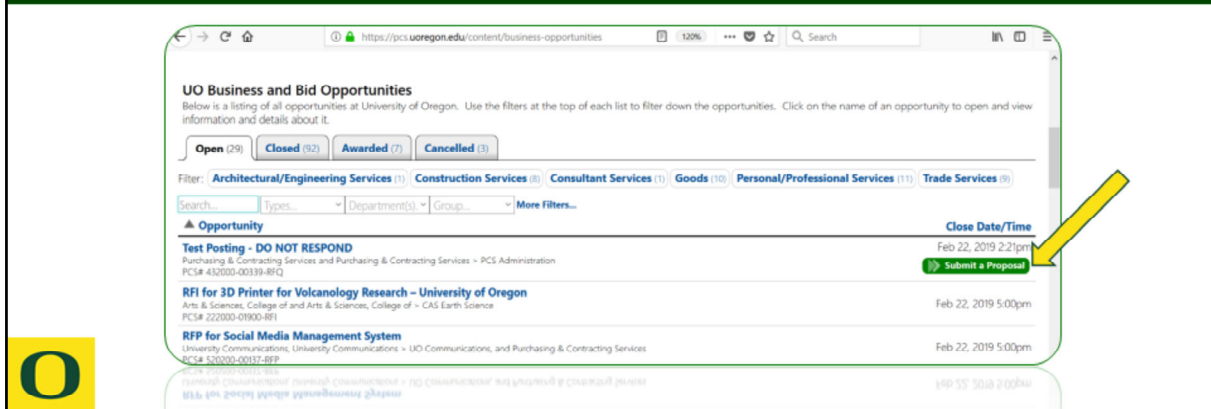 https://pcs.uoregon.edu/content/business-opportunities 120% ... Search
UO Business and Bid Opportunities
Below is a listing of all opportunities at University of Oregon. Use the filters at the top of each list to filter down the opportunities. Click on the name of an opportunity to open and view
information and details about it.
Open (29) Closed (92) Awarded (7) Cancelled (3)
Filter: Architectural/Engineering Services (1) Construction Services (8) Consultant Services (1) Goods (10) Personal/Professional Services (11) Trade Services (9)
Search... Types... Department(s). Group... More Filters...
Opportunity Close Date/Time
Test Posting - DO NOT RESPOND Feb 22, 2019 2:21pm
Purchasing & Contracting Services and Purchasing & Contracting Services > PCS Administration
PCS# 432000-00339-RFQ Submit a Proposal
RFI for 3D Printer for Volcanology Research – University of Oregon
Arts & Sciences, College of and Arts & Sciences, College of > CAS Earth Science Feb 22, 2019 5:00pm
PCS# 222000-01900-RFI
RFP for Social Media Management System
University Communications, University Communications > UO Communications, and Purchasing & Contracting Services Feb 22, 2019 5:00pm
PCS# 520200-00137-RFP
O